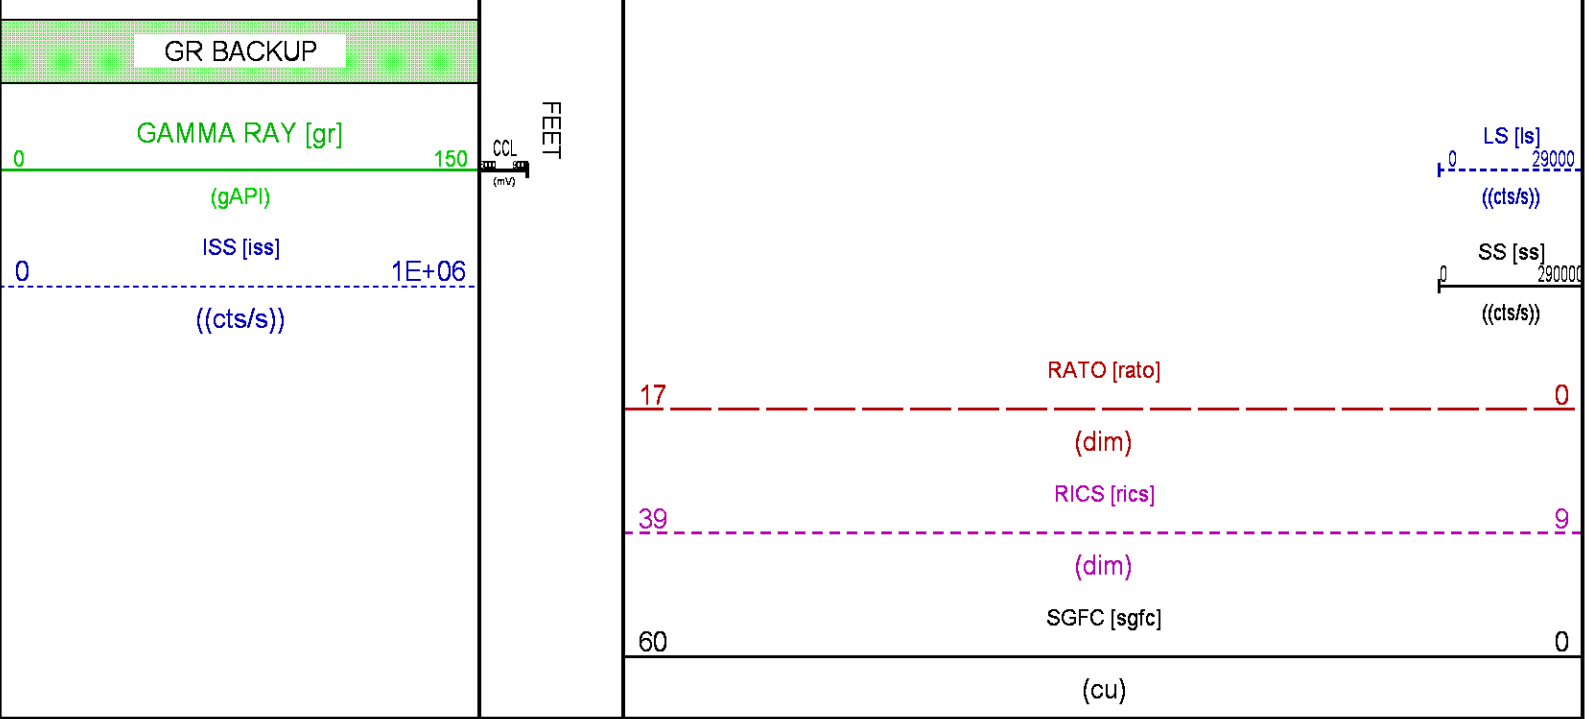 GR BACKUP
GAMMA RAY [gr]
0 150
(gAPI)
ISS [iss]
0 1E+06
((cts/s))
CCL
(mV)
FEET
LS [ls]
0 29000
((cts/s))
SS [ss]
0 290000
((cts/s))
RATO [rato]
17 0
(dim)
RICS [rics]
39 9
(dim)
SGFC [sgfc]
60 0
(cu)